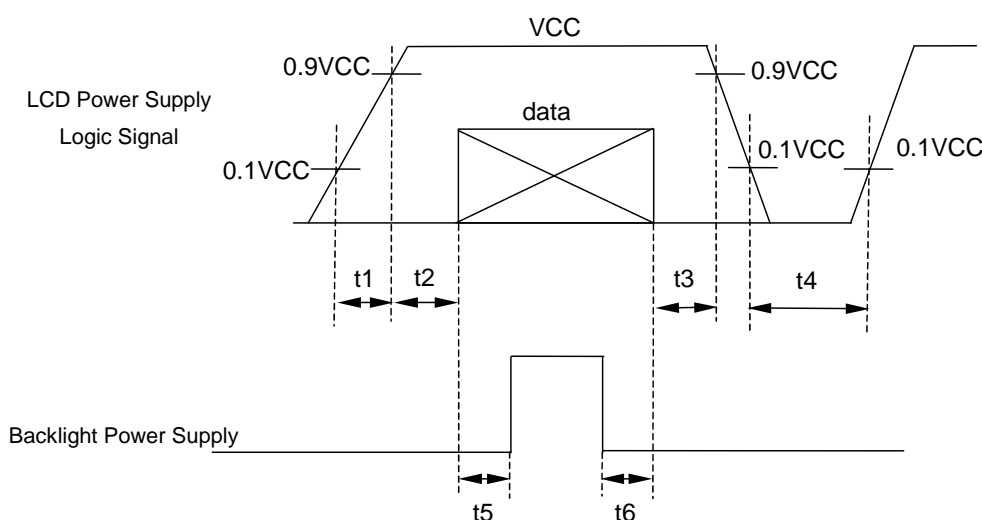 VCC
0.9VCC
0.9VCC
LCD Power Supply
Logic Signal
data
0.1VCC
0.1VCC
0.1VCC
t1
t2
t3
t4
Backlight Power Supply
t5
t6